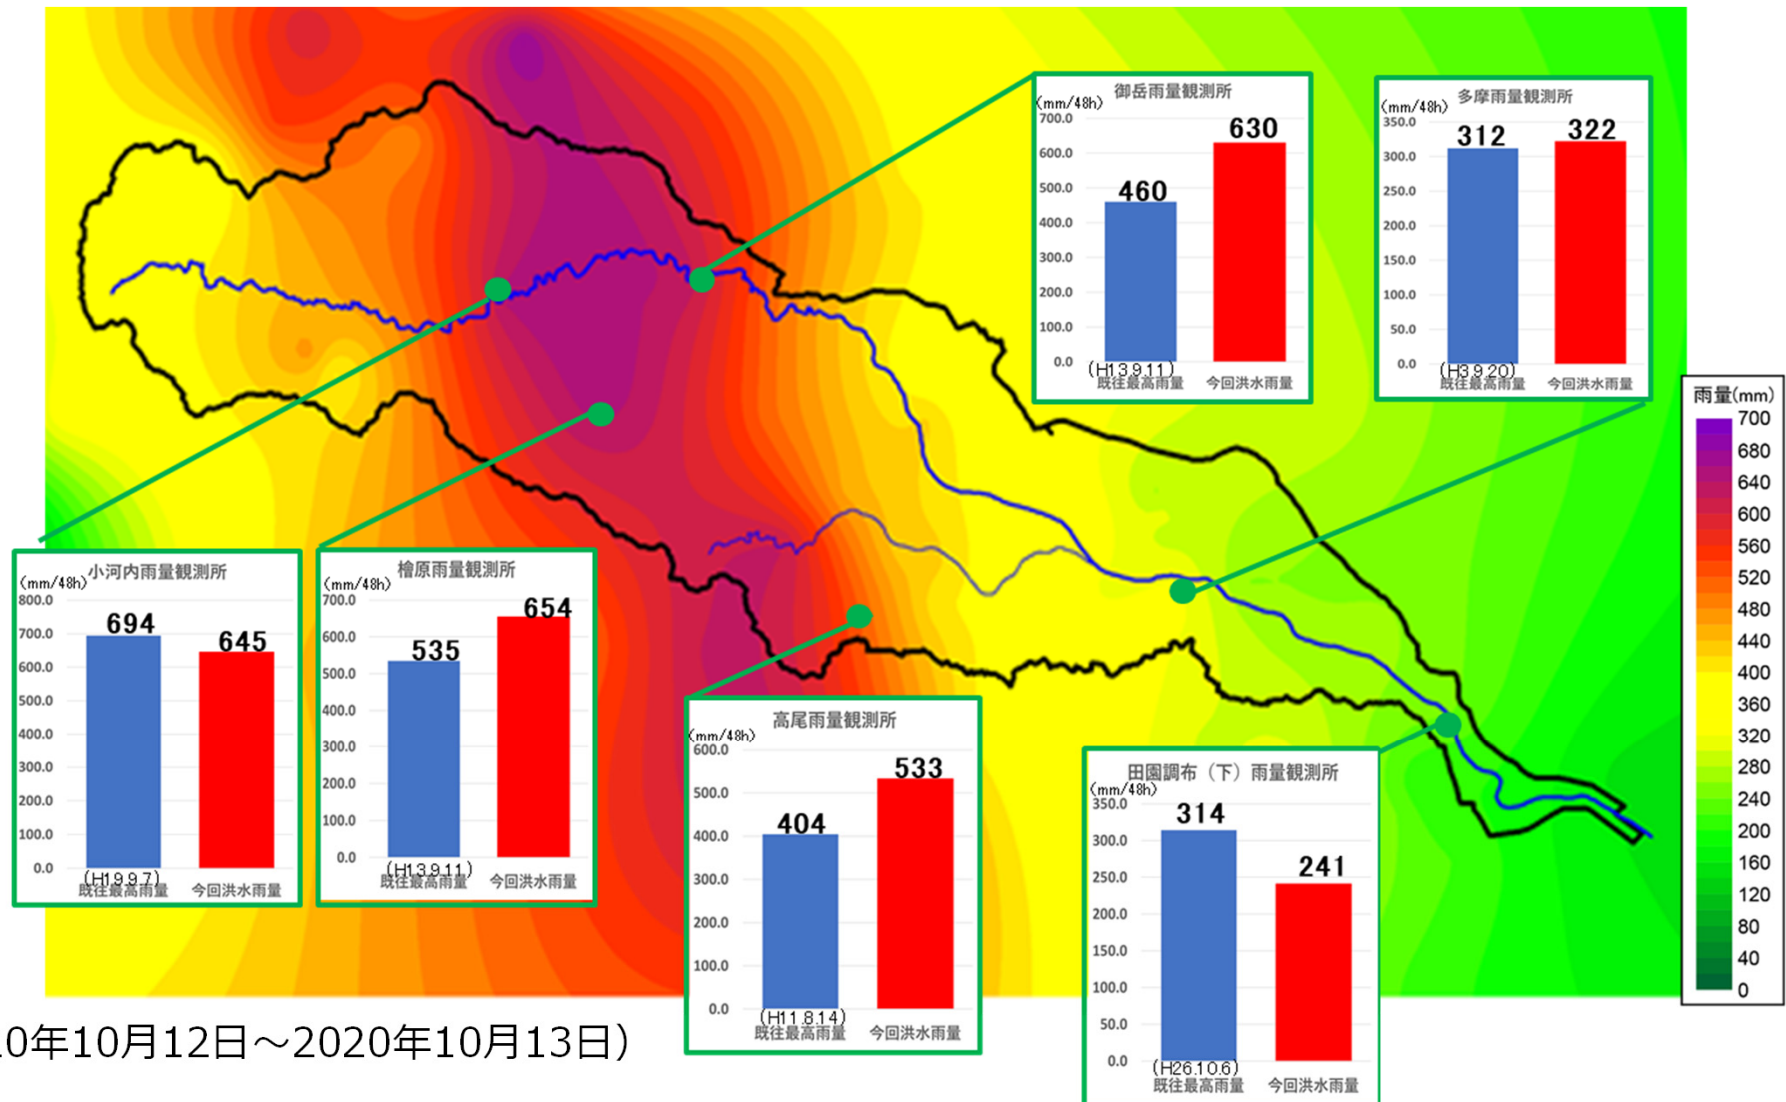 御岳雨量観測所
(mm/48h)
700.0
600.0
500.0
400.0
300.0
200.0
100.0
0.0
460
630
(H13.9.11)
既往最高雨量
今回洪水雨量
多摩雨量観測所
(mm/48h)
350.0
300.0
250.0
200.0
150.0
100.0
50.0
0.0
312
322
(H3.9.20)
既往最高雨量
今回洪水雨量
雨量(mm)
700
680
640
600
560
520
480
440
400
360
320
280
240
200
160
120
80
40
0
小河内雨量観測所
(mm/48h)
800.0
700.0
600.0
500.0
400.0
300.0
200.0
100.0
0.0
694
645
(H19.9.7)
既往最高雨量
今回洪水雨量
檜原雨量観測所
(mm/48h)
700.0
600.0
500.0
400.0
300.0
200.0
100.0
0.0
535
654
(H13.9.11)
既往最高雨量
今回洪水雨量
高尾雨量観測所
(mm/48h)
600.0
500.0
400.0
300.0
200.0
100.0
0.0
404
533
(H11.8.14)
既往最高雨量
今回洪水雨量
田園調布（下）雨量観測所
(mm/48h)
350.0
300.0
250.0
200.0
150.0
100.0
50.0
0.0
314
241
(H26.10.6)
既往最高雨量
今回洪水雨量
0年10月12日～2020年10月13日）